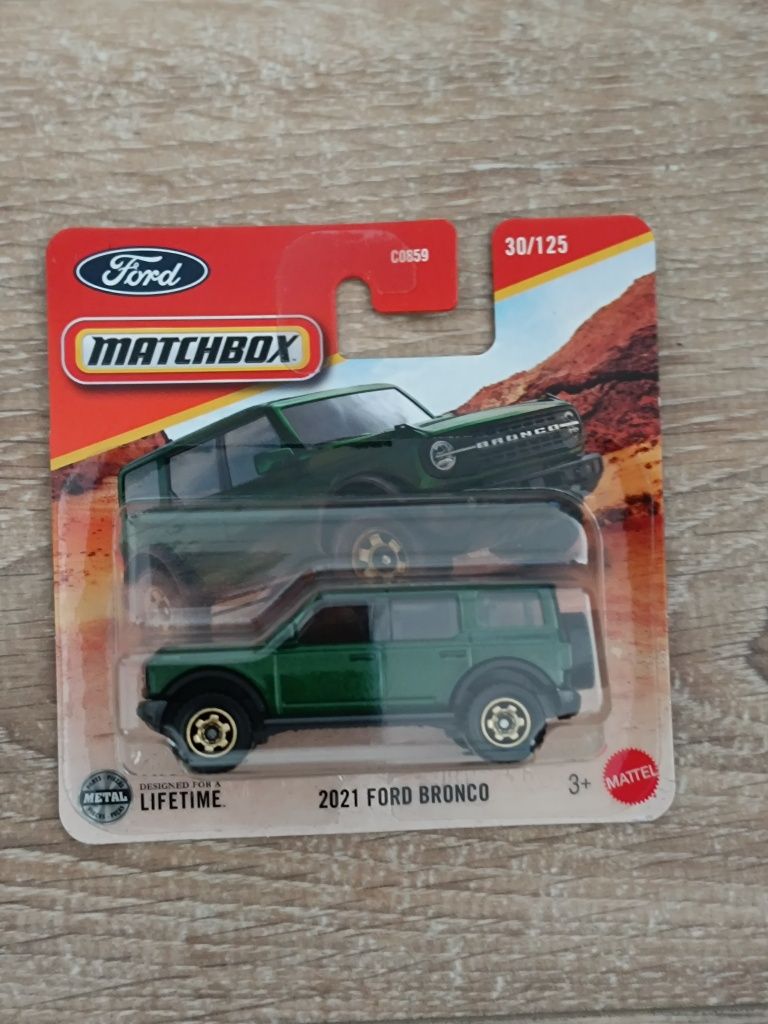 Ford
C0859
30/125
MATCHBOX
BRONCO
METAL
DESIGNED FOR A
LIFETIME
2021 FORD BRONCO
3+
MATTEL